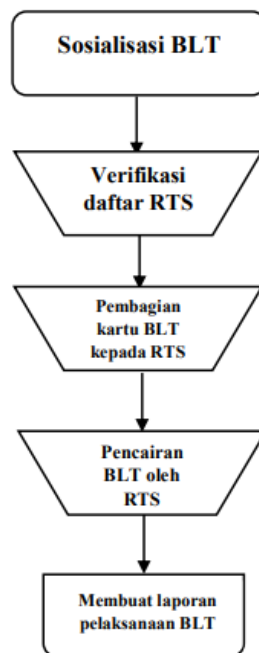 Sosialisasi BLT
Verifikasi
daftar RTS
Pembagian
kartu BLT
kepada RTS
Pencairan
BLT oleh
RTS
Membuat laporan
pelaksanaan BLT